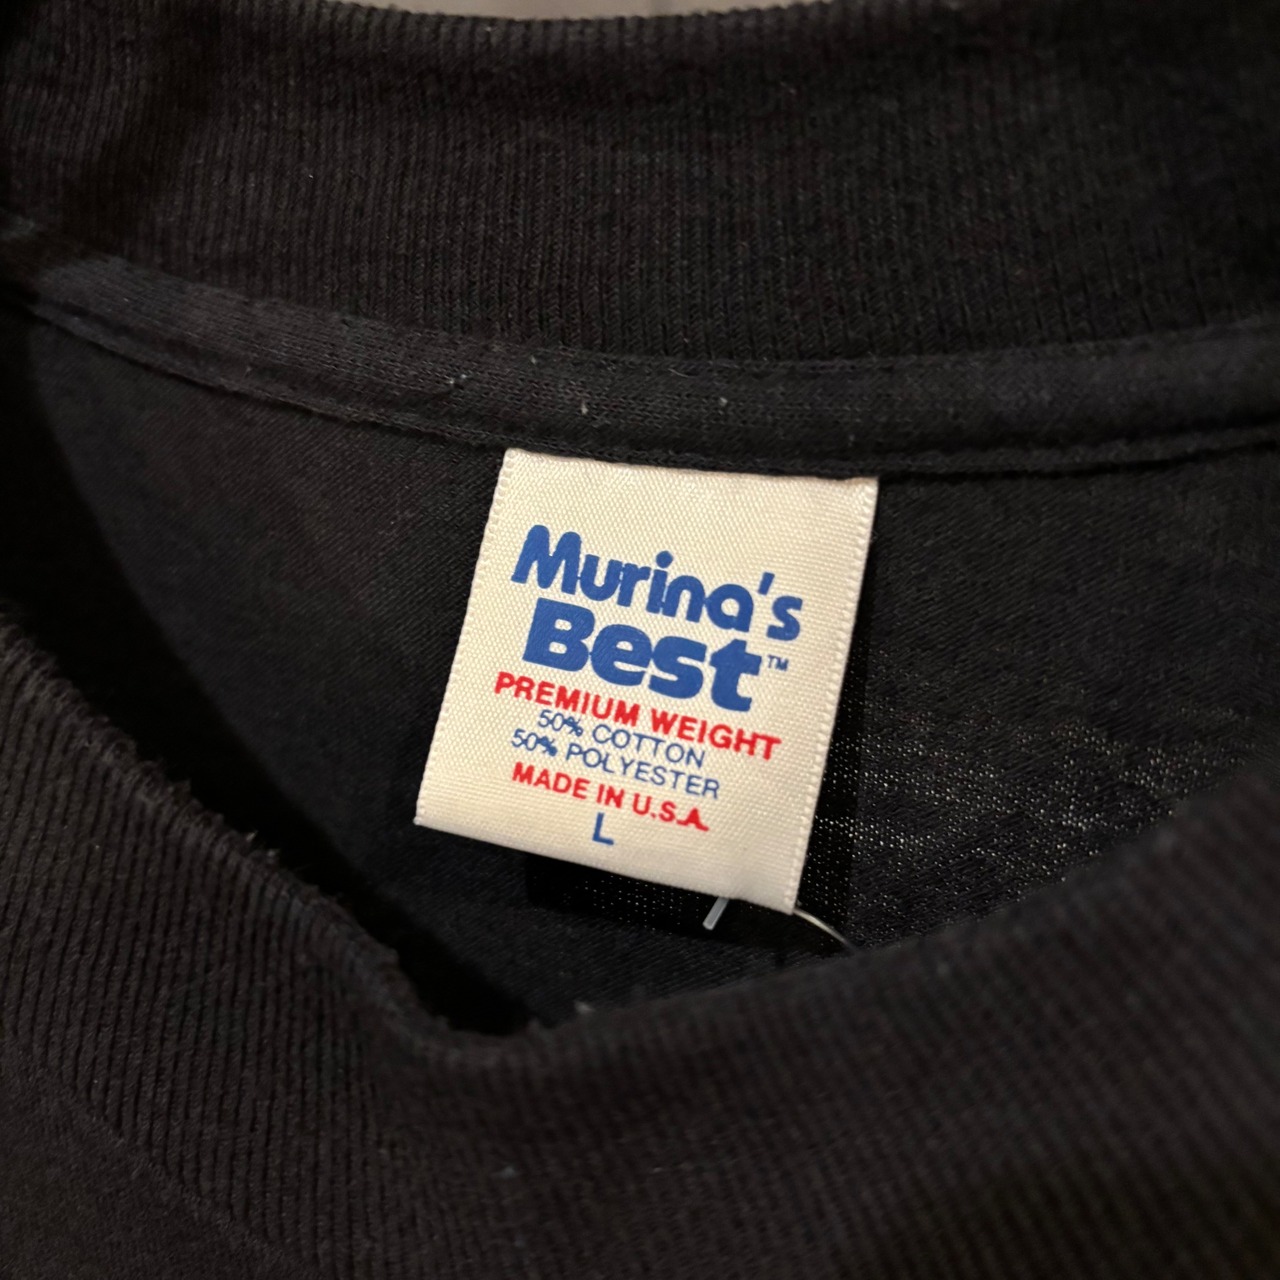 Murina's
Best™
PREMIUM WEIGHT
50% COTTON
50% POLYESTER
MADE IN U.S.A.
L